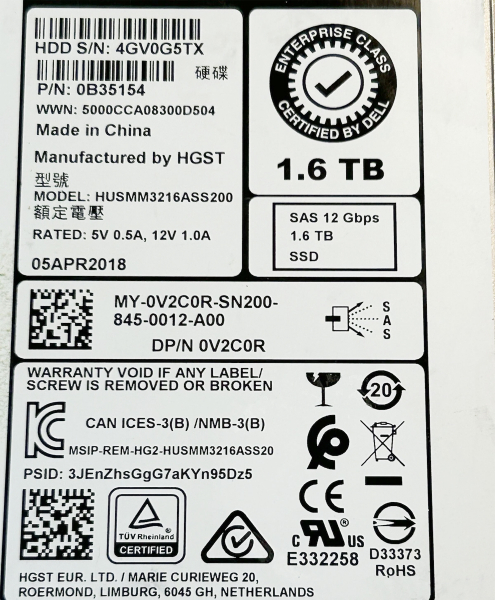 HDD S/N: 4GV0G5TX
硬碟
P/N: 0B35154
WWN: 5000CCA08300D504
Made in China
Manufactured by HGST
型號
MODEL: HUSMM3216ASS200
額定電壓
RATED: 5V 0.5A, 12V 1.0A
05APR2018
ENTERPRISE CLASS
CERTIFIED BY DELL
1.6 TB
SAS 12 Gbps
1.6 TB
SSD
MY-0V2C0R-SN200-
845-0012-A00
DP/N 0V2C0R
SAS
WARRANTY VOID IF ANY LABEL/
SCREW IS REMOVED OR BROKEN
CAN ICES-3(B) /NMB-3(B)
MSIP-REM-HG2-HUSMM3216ASS20
PSID: 3JEnZhsGgG7aKYn95Dz5
20
TÜV Rheinland
CERTIFIED
CE
c RU US
E332258
D33373
RoHS
HGST EUR. LTD. / MARIE CURIEWEG 20,
ROERMOND, LIMBURG, 6045 GH, NETHERLANDS